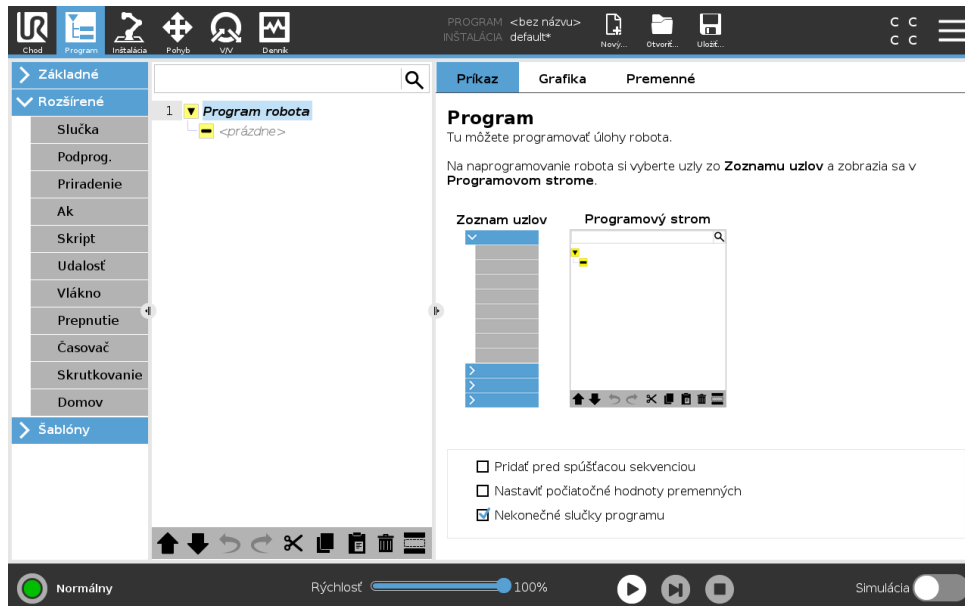 PROGRAM <bez názvu>
INŠTALÁCIA default*
Chod
Program
Inštalácia
Pohyb
V/V
Denník
Nový...
Otvoriť...
Uložiť...
C C
C C
Základné
Rozšírené
Slučka
Podprog.
Priradenie
Ak
Skript
Udalosť
Vlákno
Prepnutie
Časovač
Skrutkovanie
Domov
Šablóny
1 Program robota
<prázdne>
Príkaz Grafika Premenné
Program
Tu môžete programovať úlohy robota.
Na naprogramovanie robota si vyberte uzly zo Zoznamu uzlov a zobrazia sa v
Programovom strome.
Zoznam uzlov Programový strom
Pridať pred spúšťacou sekvenciou
Nastaviť počiatočné hodnoty premenných
Nekonečné slučky programu
Normálny
Rýchlosť 100%
Simulácia